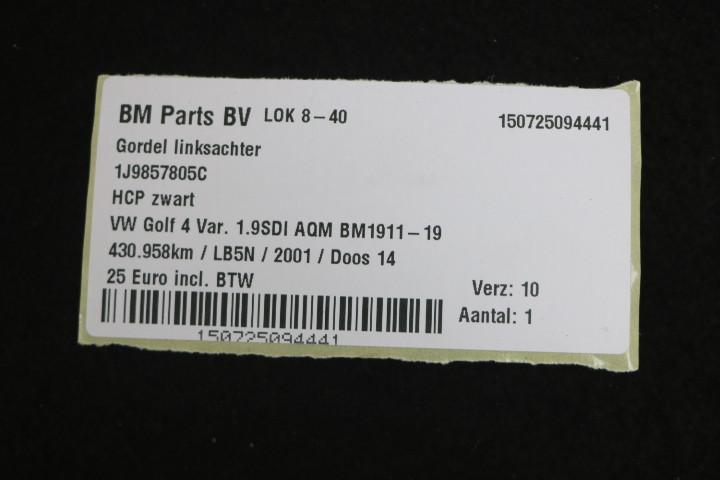 BM Parts BV LOK 8-40 150725094441
Gordel linksachter
1J9857805C
HCP zwart
VW Golf 4 Var. 1.9SDI AQM BM1911-19
430.958km / LB5N / 2001 / Doos 14
25 Euro incl. BTW
Verz: 10
Aantal: 1
150725094441